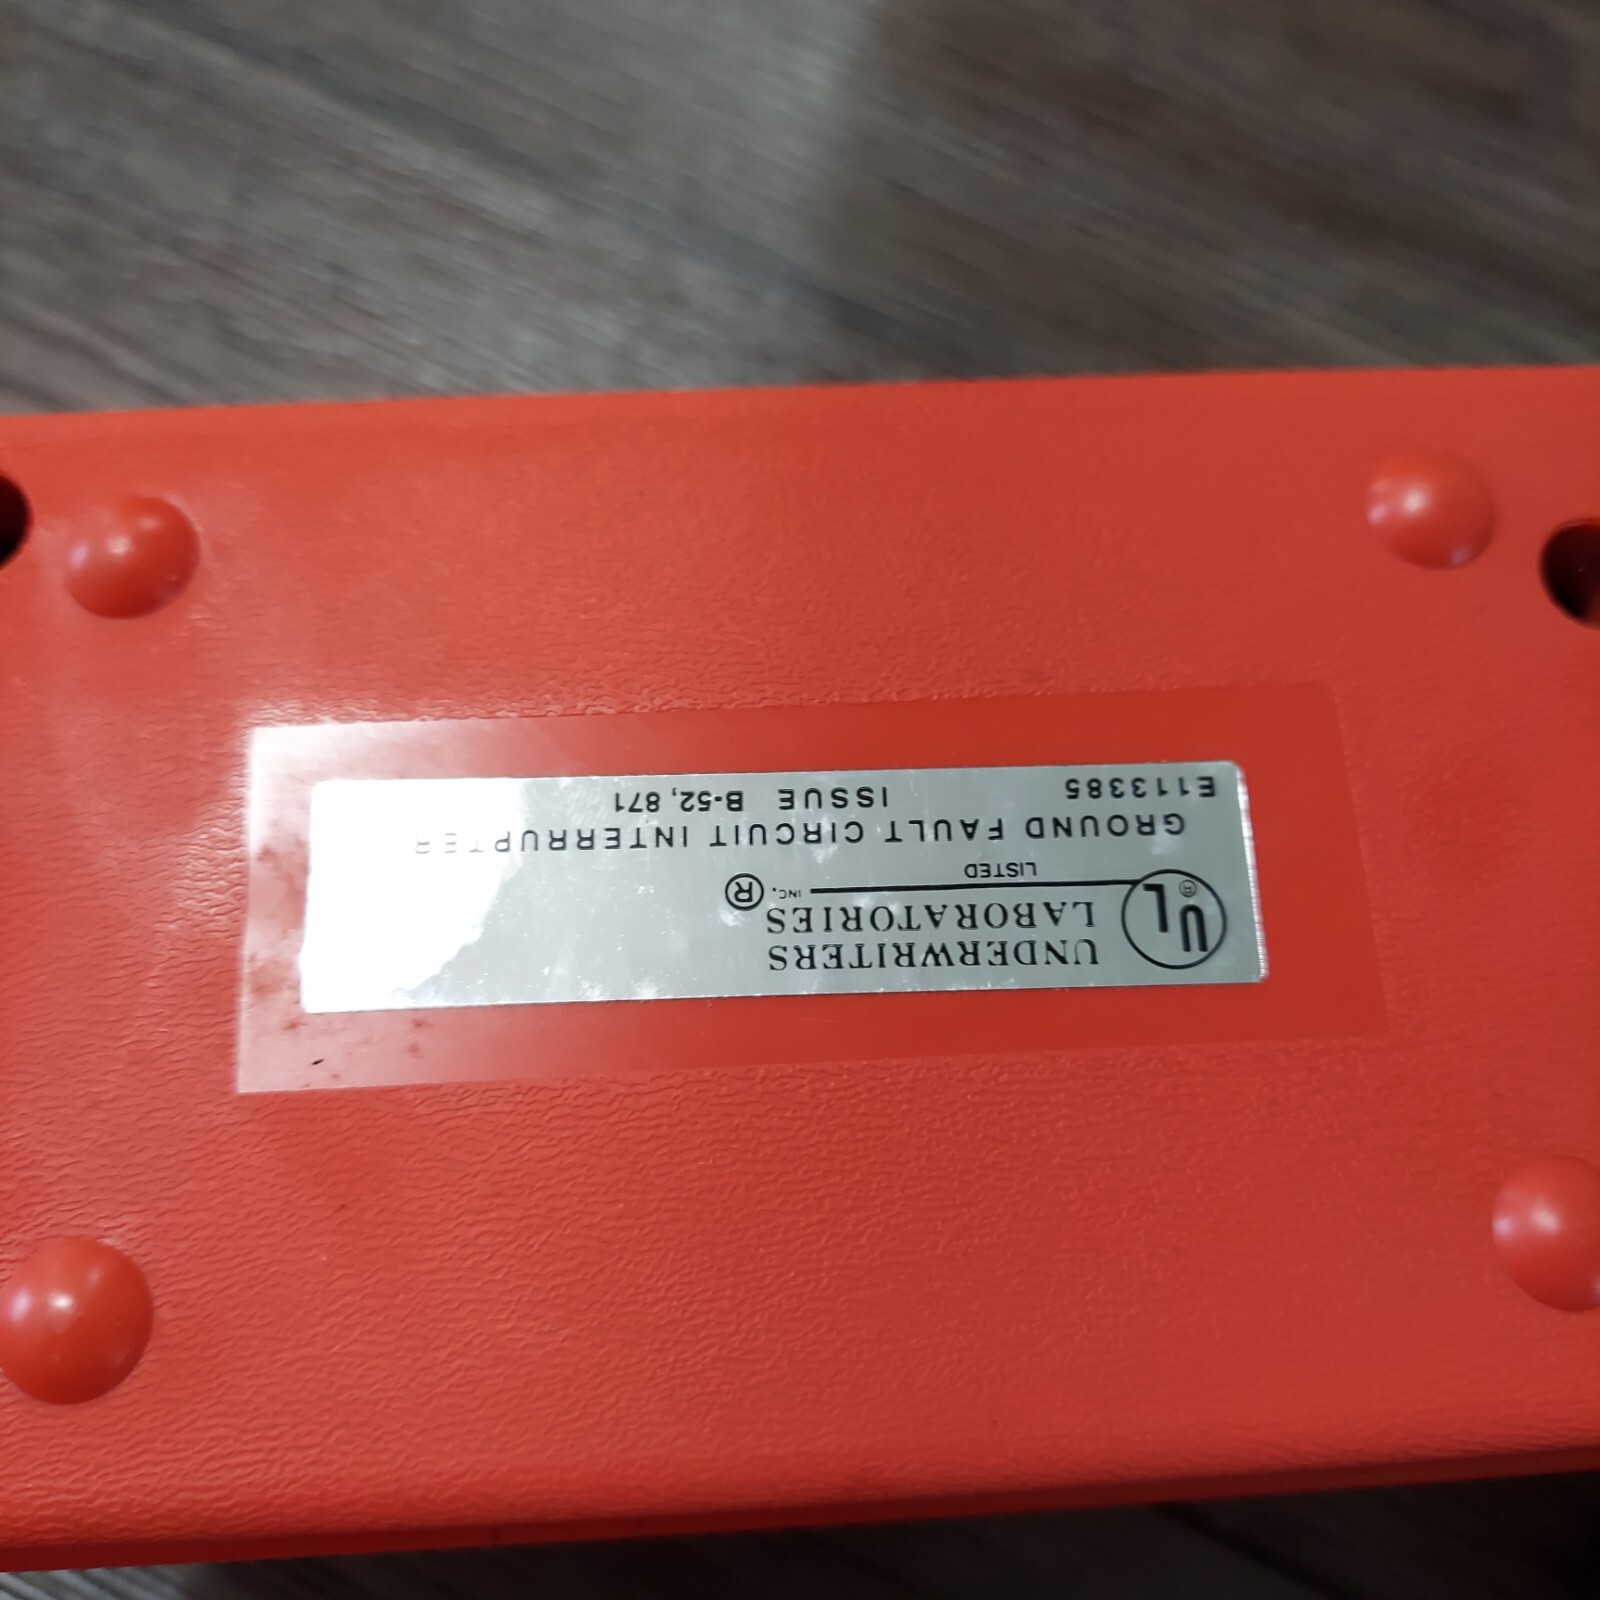 UL®
UNDERWRITERS
LABORATORIES INC. ®
LISTED
GROUND FAULT CIRCUIT INTERRUPTER
E113385 ISSUE B-52,871